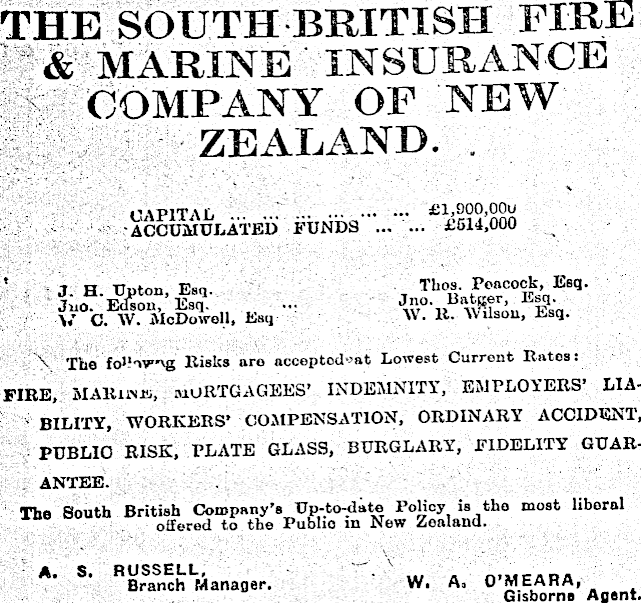 THE SOUTH BRITISH FIRE
& MARINE INSURANCE
COMPANY OF NEW
ZEALAND.
CAPITAL ... ... ... ... ... ... £1,900,000
ACCUMULATED FUNDS ... ... £514,000
J. H. Upton, Esq. Thos. Peacock, Esq.
Jno. Edson, Esq. ... Jno. Batger, Esq.
W C. W. McDowell, Esq W. R. Wilson, Esq.
The following Risks are accepted at Lowest Current Rates:
FIRE, MARINE, MORTGAGEES' INDEMNITY, EMPLOYERS' LIA-
BILITY, WORKERS' COMPENSATION, ORDINARY ACCIDENT,
PUBLIC RISK, PLATE GLASS, BURGLARY, FIDELITY GUAR-
ANTEE.
The South British Company's Up-to-date Policy is the most liberal
offered to the Public in New Zealand.
A. S. RUSSELL,
Branch Manager.
W. A. O'MEARA,
Gisborne Agent.